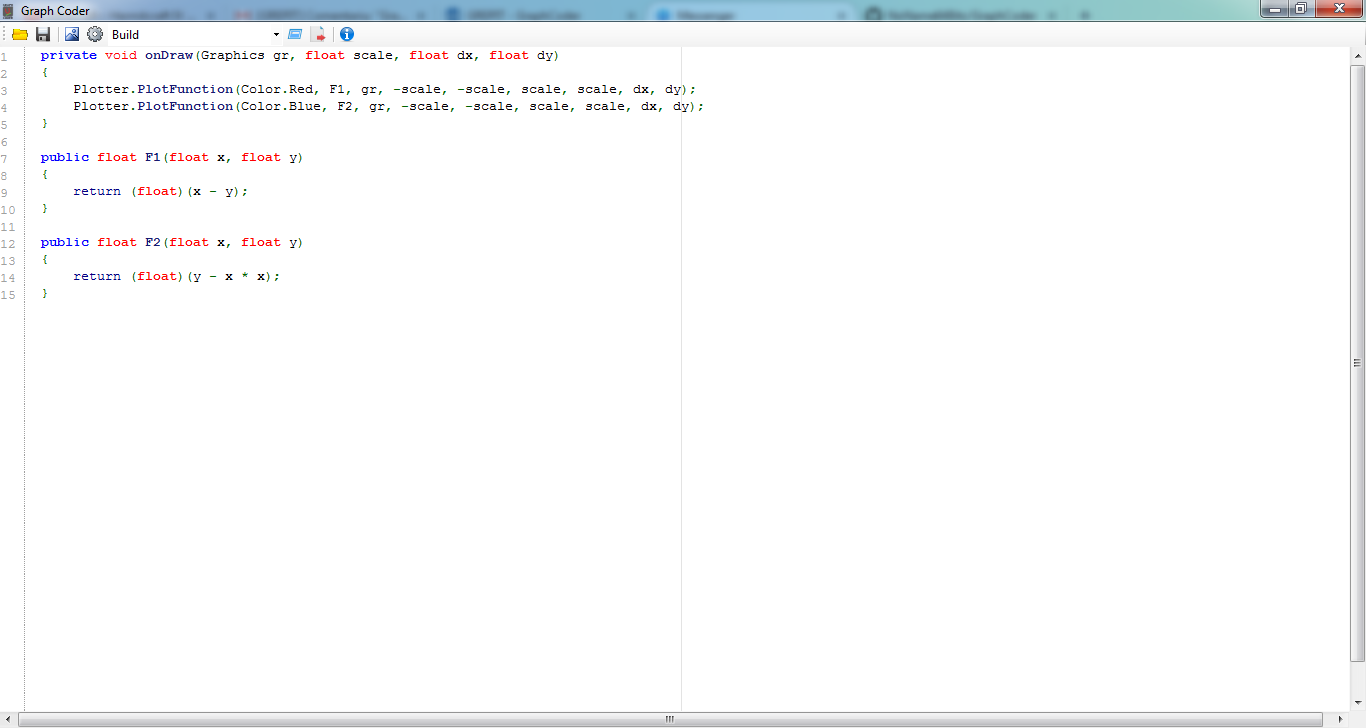 Graph Coder
Build
1 private void onDraw(Graphics gr, float scale, float dx, float dy)
2 {
3     Plotter.PlotFunction(Color.Red, F1, gr, -scale, -scale, scale, scale, dx, dy);
4     Plotter.PlotFunction(Color.Blue, F2, gr, -scale, -scale, scale, scale, dx, dy);
5 }
6
7 public float F1(float x, float y)
8 {
9     return (float)(x - y);
10 }
11
12 public float F2(float x, float y)
13 {
14     return (float)(y - x * x);
15 }